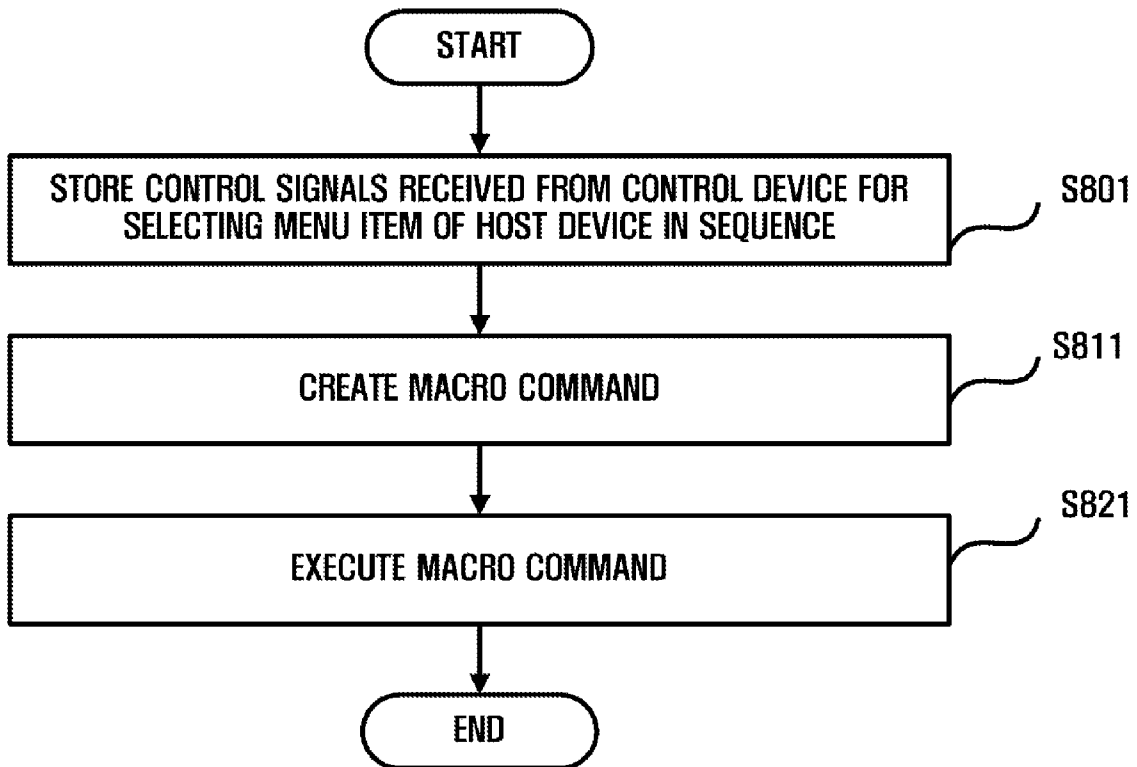 START
STORE CONTROL SIGNALS RECEIVED FROM CONTROL DEVICE FOR
SELECTING MENU ITEM OF HOST DEVICE IN SEQUENCE
S801
CREATE MACRO COMMAND
S811
EXECUTE MACRO COMMAND
S821
END